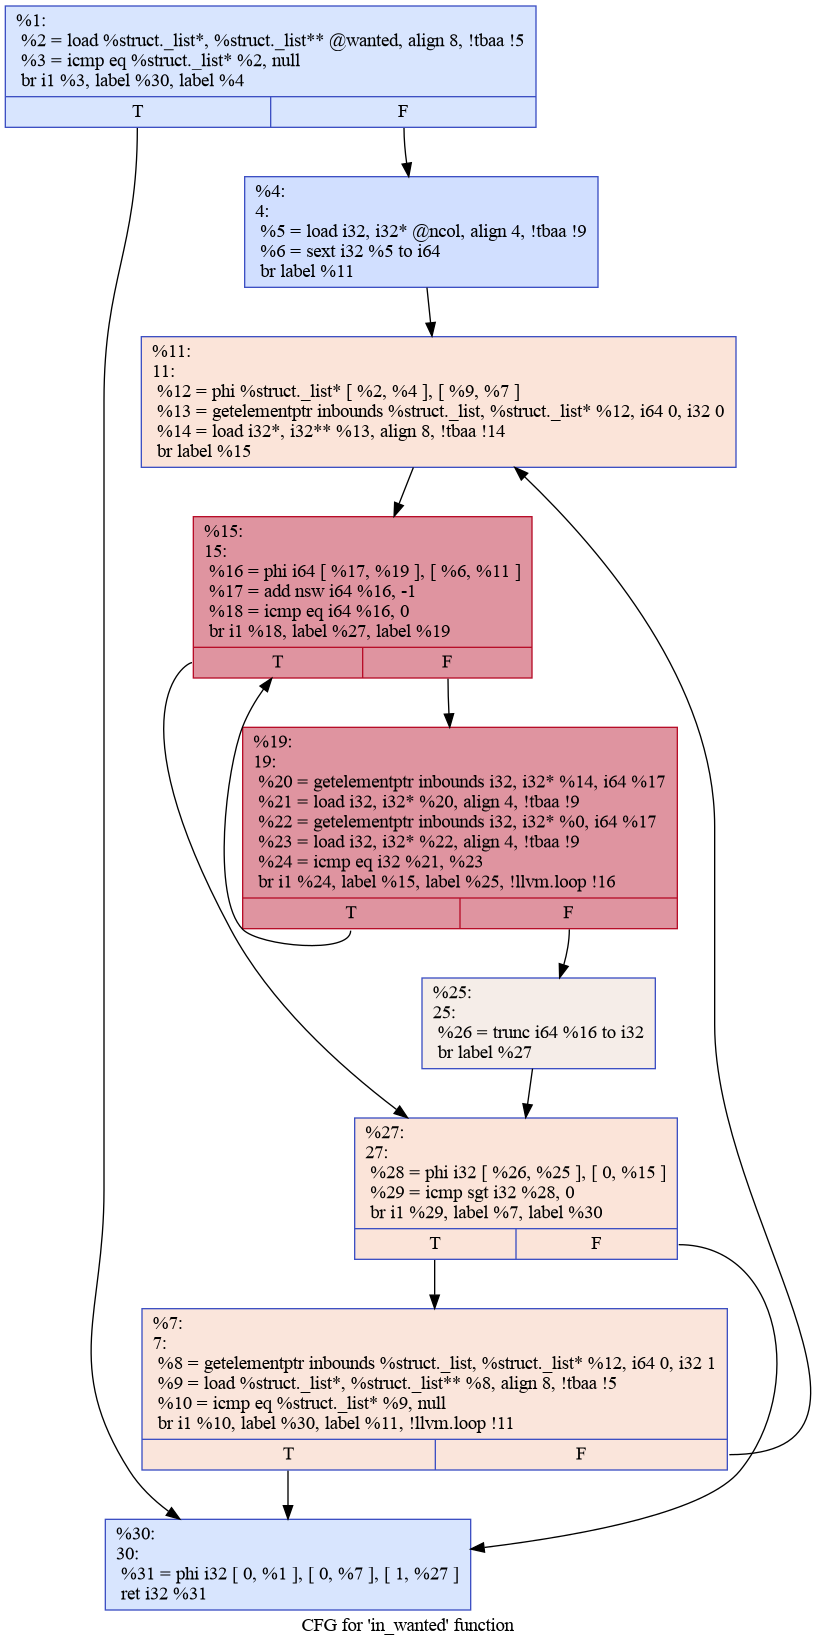 %1:
%2 = load %struct._list*, %struct._list** @wanted, align 8, !tbaa !5
%3 = icmp eq %struct._list* %2, null
br i1 %3, label %30, label %4
T F
%4:
4:
%5 = load i32, i32* @ncol, align 4, !tbaa !9
%6 = sext i32 %5 to i64
br label %11
%11:
11:
%12 = phi %struct._list* [ %2, %4 ], [ %9, %7 ]
%13 = getelementptr inbounds %struct._list, %struct._list* %12, i64 0, i32 0
%14 = load i32*, i32** %13, align 8, !tbaa !14
br label %15
%15:
15:
%16 = phi i64 [ %17, %19 ], [ %6, %11 ]
%17 = add nsw i64 %16, -1
%18 = icmp eq i64 %16, 0
br i1 %18, label %27, label %19
T F
%19:
19:
%20 = getelementptr inbounds i32, i32* %14, i64 %17
%21 = load i32, i32* %20, align 4, !tbaa !9
%22 = getelementptr inbounds i32, i32* %0, i64 %17
%23 = load i32, i32* %22, align 4, !tbaa !9
%24 = icmp eq i32 %21, %23
br i1 %24, label %15, label %25, !llvm.loop !16
T F
%25:
25:
%26 = trunc i64 %16 to i32
br label %27
%27:
27:
%28 = phi i32 [ %26, %25 ], [ 0, %15 ]
%29 = icmp sgt i32 %28, 0
br i1 %29, label %7, label %30
T F
%7:
7:
%8 = getelementptr inbounds %struct._list, %struct._list* %12, i64 0, i32 1
%9 = load %struct._list*, %struct._list** %8, align 8, !tbaa !5
%10 = icmp eq %struct._list* %9, null
br i1 %10, label %30, label %11, !llvm.loop !11
T F
%30:
30:
%31 = phi i32 [ 0, %1 ], [ 0, %7 ], [ 1, %27 ]
ret i32 %31
CFG for 'in_wanted' function